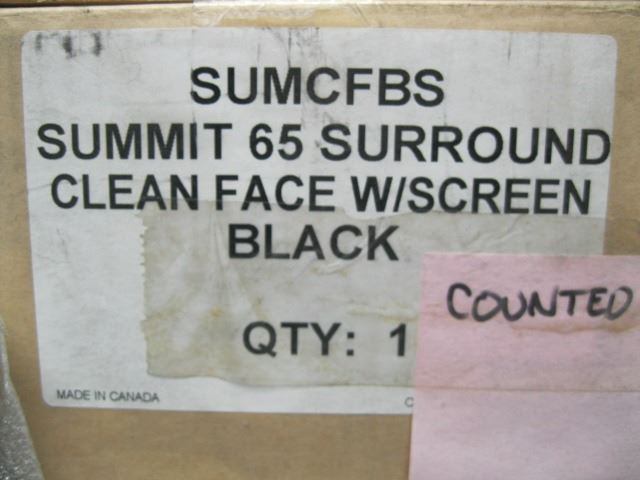 SUMCFBS
SUMMIT 65 SURROUND
CLEAN FACE W/SCREEN
BLACK
COUNTED
QTY: 1
MADE IN CANADA